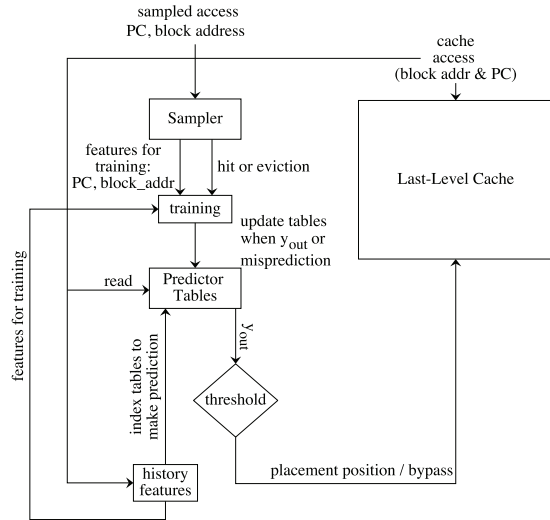 sampled access
PC, block address
cache
access
(block addr & PC)
Sampler
features for
training:
PC, block_addr
hit or eviction
Last-Level Cache
training
update tables
when yout or
misprediction
features for training
read
Predictor
Tables
yout
index tables to
make prediction
threshold
placement position / bypass
history
features